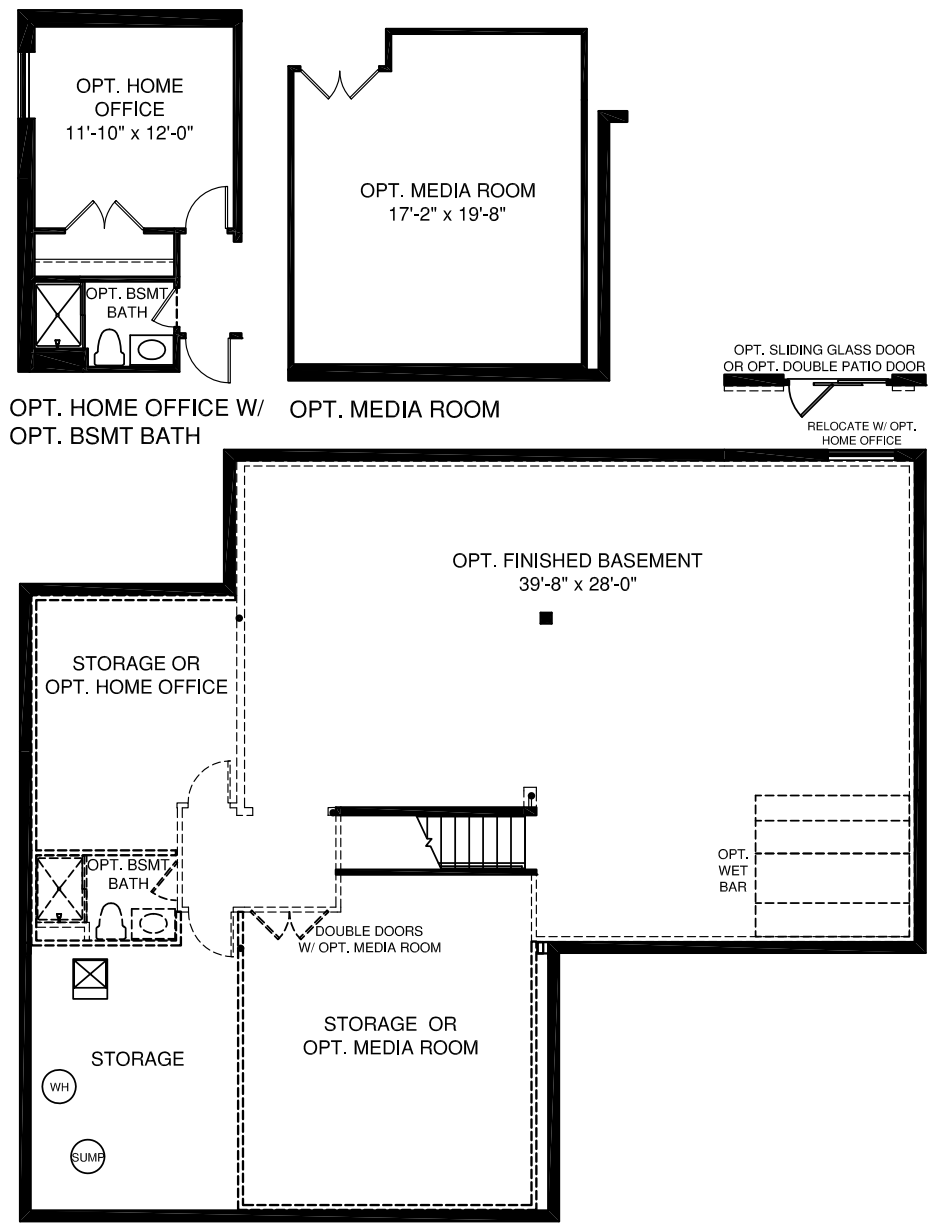 OPT. HOME
OFFICE
11'-10" x 12'-0"
OPT. BSMT
BATH
OPT. HOME OFFICE W/
OPT. BSMT BATH
OPT. MEDIA ROOM
17'-2" x 19'-8"
OPT. MEDIA ROOM
OPT. SLIDING GLASS DOOR
OR OPT. DOUBLE PATIO DOOR
RELOCATE W/ OPT.
HOME OFFICE
OPT. FINISHED BASEMENT
39'-8" x 28'-0"
STORAGE OR
OPT. HOME OFFICE
OPT. BSMT
BATH
OPT.
WET
BAR
DOUBLE DOORS
W/ OPT. MEDIA ROOM
STORAGE OR
OPT. MEDIA ROOM
STORAGE
WH
SUMP